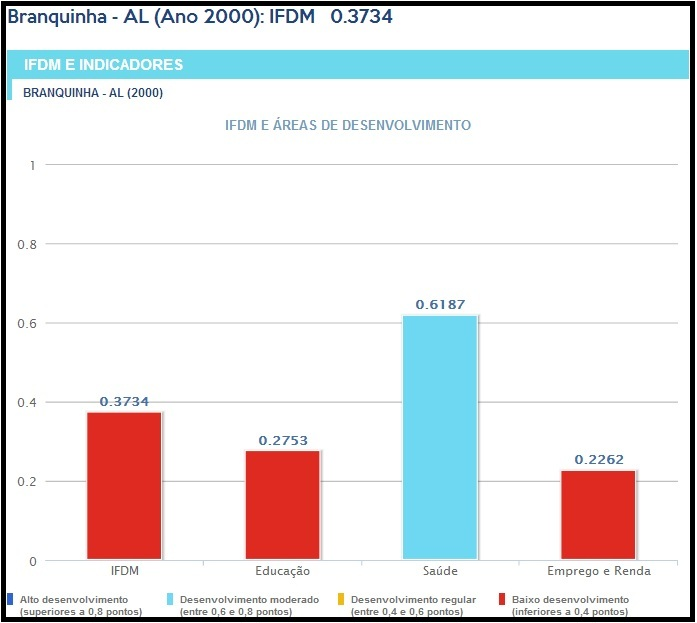 Branquinha - AL (Ano 2000): IFDM 0.3734
IFDM E INDICADORES
BRANQUINHA - AL (2000)
IFDM E ÁREAS DE DESENVOLVIMENTO
1
0.8
0.6
0.4
0.2
0
0.3734
0.2753
0.6187
0.2262
IFDM
Educação
Saúde
Emprego e Renda
Alto desenvolvimento
(superiores a 0,8 pontos)
Desenvolvimento moderado
(entre 0,6 e 0,8 pontos)
Desenvolvimento regular
(entre 0,4 e 0,6 pontos)
Baixo desenvolvimento
(inferiores a 0,4 pontos)